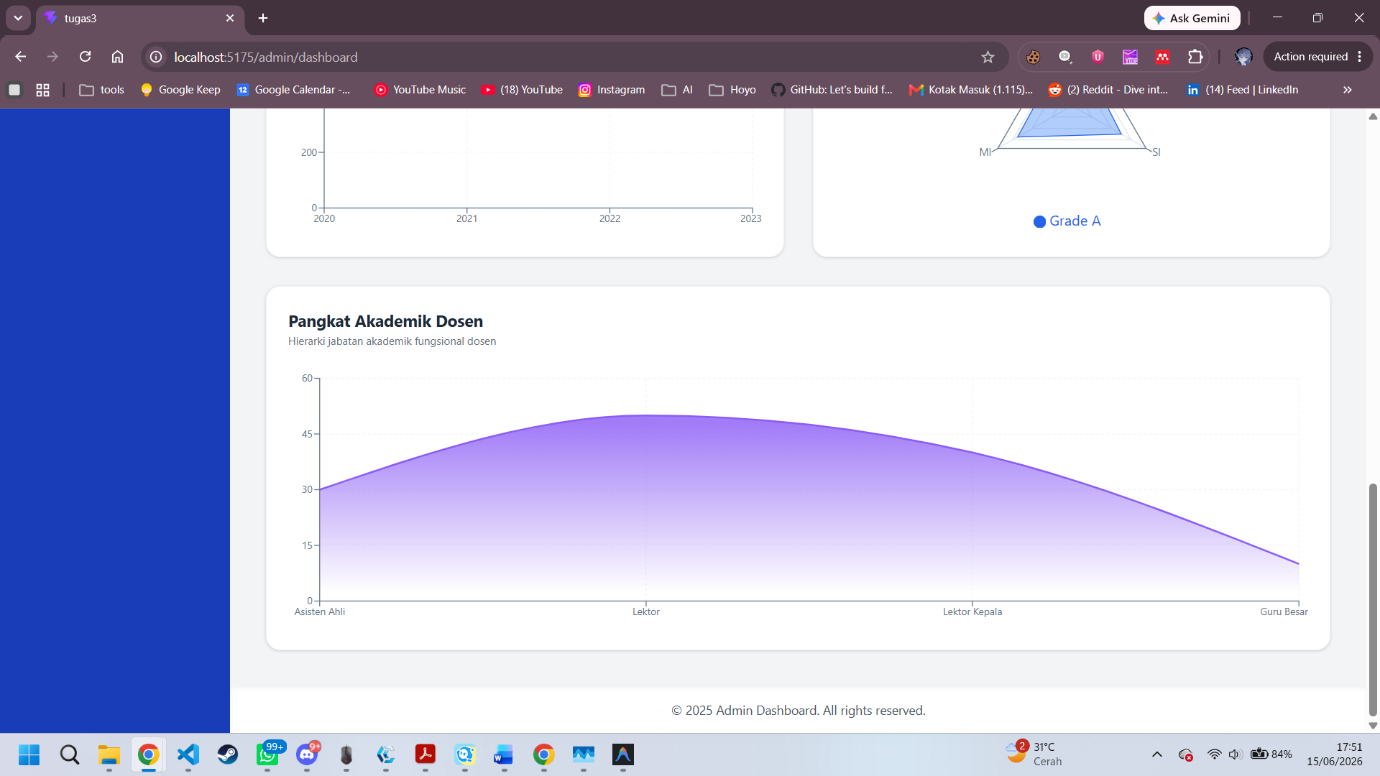 tugas3
Ask Gemini
localhost:5175/admin/dashboard
Action required
tools
Google Keep
12
Google Calendar -...
YouTube Music
(18) YouTube
Instagram
AI
Hoyo
GitHub: Let's build f...
Kotak Masuk (1.115)...
(2) Reddit - Dive int...
in
(14) Feed | LinkedIn
200
0
2020
2021
2022
2023
MI
SI
Grade A
Pangkat Akademik Dosen
Hierarki jabatan akademik fungsional dosen
60
45
30
15
0
Asisten Ahli
Lektor
Lektor Kepala
Guru Besar
© 2025 Admin Dashboard. All rights reserved.
99+
9+
2
31°C
Cerah
84%
17:51
15/06/2026